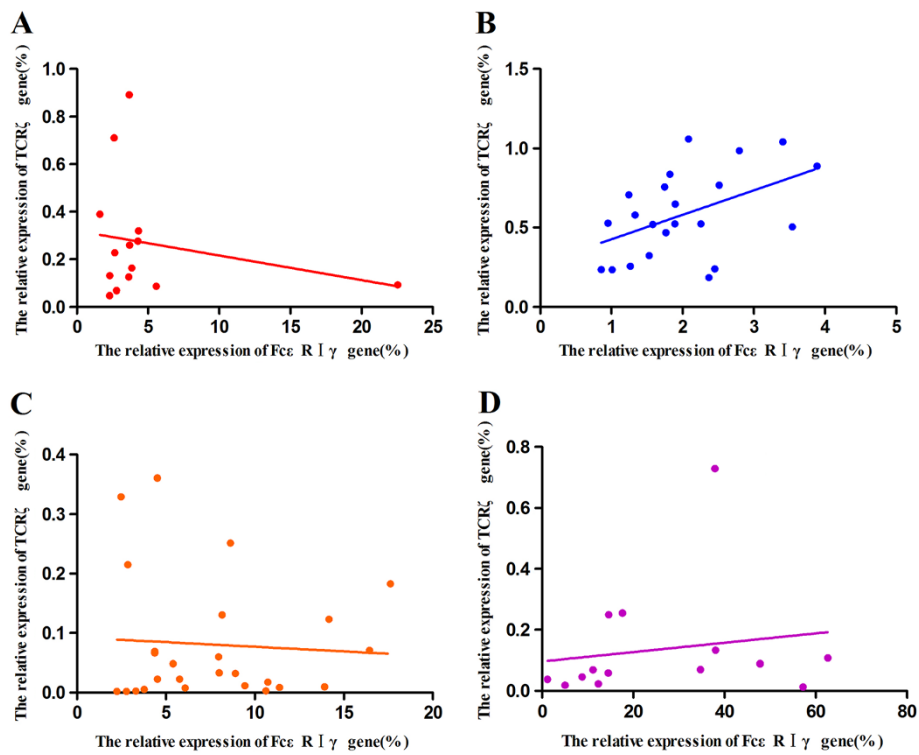 A
The relative expression of TCRζ gene(%)
1.0
0.8
0.6
0.4
0.2
0.0
0 5 10 15 20 25
The relative expression of Fcε R I γ gene(%)
B
The relative expression of TCRζ gene(%)
1.5
1.0
0.5
0.0
0 1 2 3 4 5
The relative expression of Fcε R I γ gene(%)
C
The relative expression of TCRζ gene(%)
0.4
0.3
0.2
0.1
0.0
0 5 10 15 20
The relative expression of Fcε R I γ gene(%)
D
The relative expression of TCRζ gene(%)
0.8
0.6
0.4
0.2
0.0
0 20 40 60 80
The relative expression of Fcε R I γ gene(%)